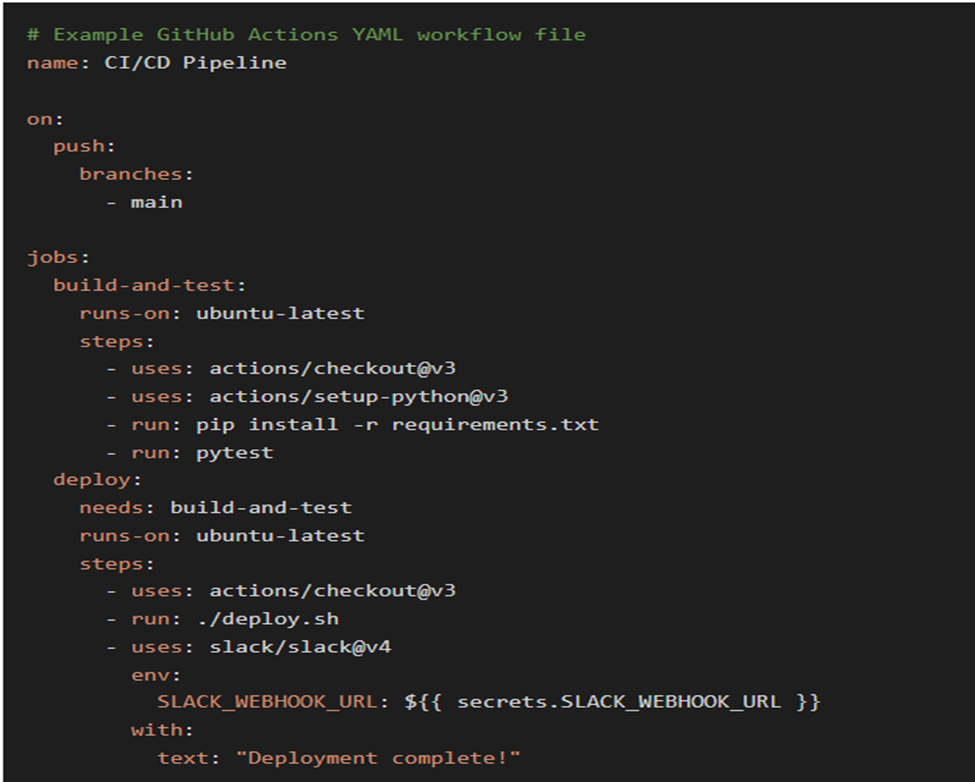 # Example GitHub Actions YAML workflow file
name: CI/CD Pipeline

on:
  push:
    branches:
      - main

jobs:
  build-and-test:
    runs-on: ubuntu-latest
    steps:
      - uses: actions/checkout@v3
      - uses: actions/setup-python@v3
      - run: pip install -r requirements.txt
      - run: pytest
  deploy:
    needs: build-and-test
    runs-on: ubuntu-latest
    steps:
      - uses: actions/checkout@v3
      - run: ./deploy.sh
      - uses: slack/slack@v4
        env:
          SLACK_WEBHOOK_URL: ${{ secrets.SLACK_WEBHOOK_URL }}
        with:
          text: "Deployment complete!"